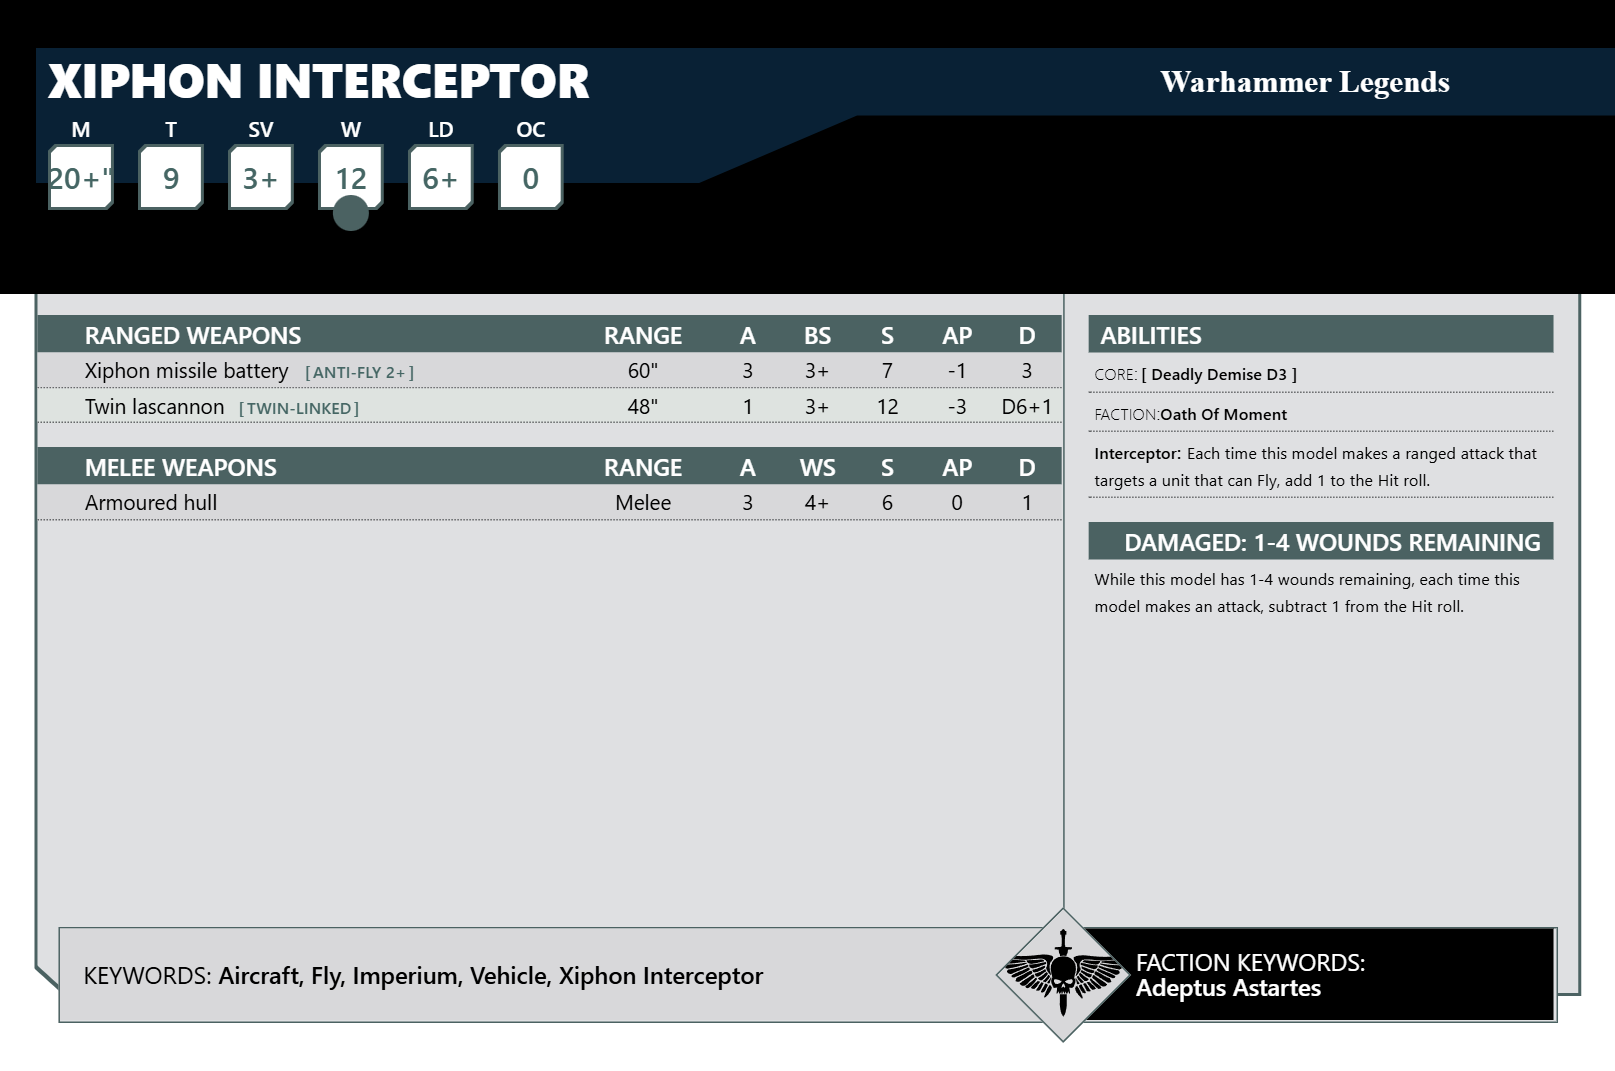 XIPHON INTERCEPTOR
Warhammer Legends
M T SV W LD OC
20+" 9 3+ 12 6+ 0
RANGED WEAPONS RANGE A BS S AP D
Xiphon missile battery [ANTI-FLY 2+] 60" 3 3+ 7 -1 3
Twin lascannon [TWIN-LINKED] 48" 1 3+ 12 -3 D6+1
MELEE WEAPONS RANGE A WS S AP D
Armoured hull Melee 3 4+ 6 0 1
ABILITIES
CORE: [ Deadly Demise D3 ]
FACTION:Oath Of Moment
Interceptor: Each time this model makes a ranged attack that
targets a unit that can Fly, add 1 to the Hit roll.
DAMAGED: 1-4 WOUNDS REMAINING
While this model has 1-4 wounds remaining, each time this
model makes an attack, subtract 1 from the Hit roll.
KEYWORDS: Aircraft, Fly, Imperium, Vehicle, Xiphon Interceptor
FACTION KEYWORDS:
Adeptus Astartes